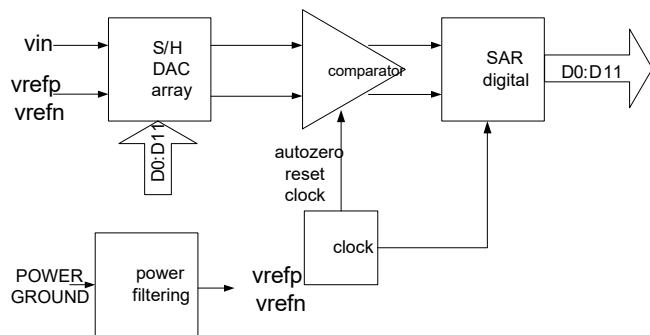 vin
vrefp
vrefn
S/H
DAC
array
D0:D11
comparator
SAR
digital
D0:D11
autozero
reset
clock
clock
POWER
GROUND
power
filtering
vrefp
vrefn